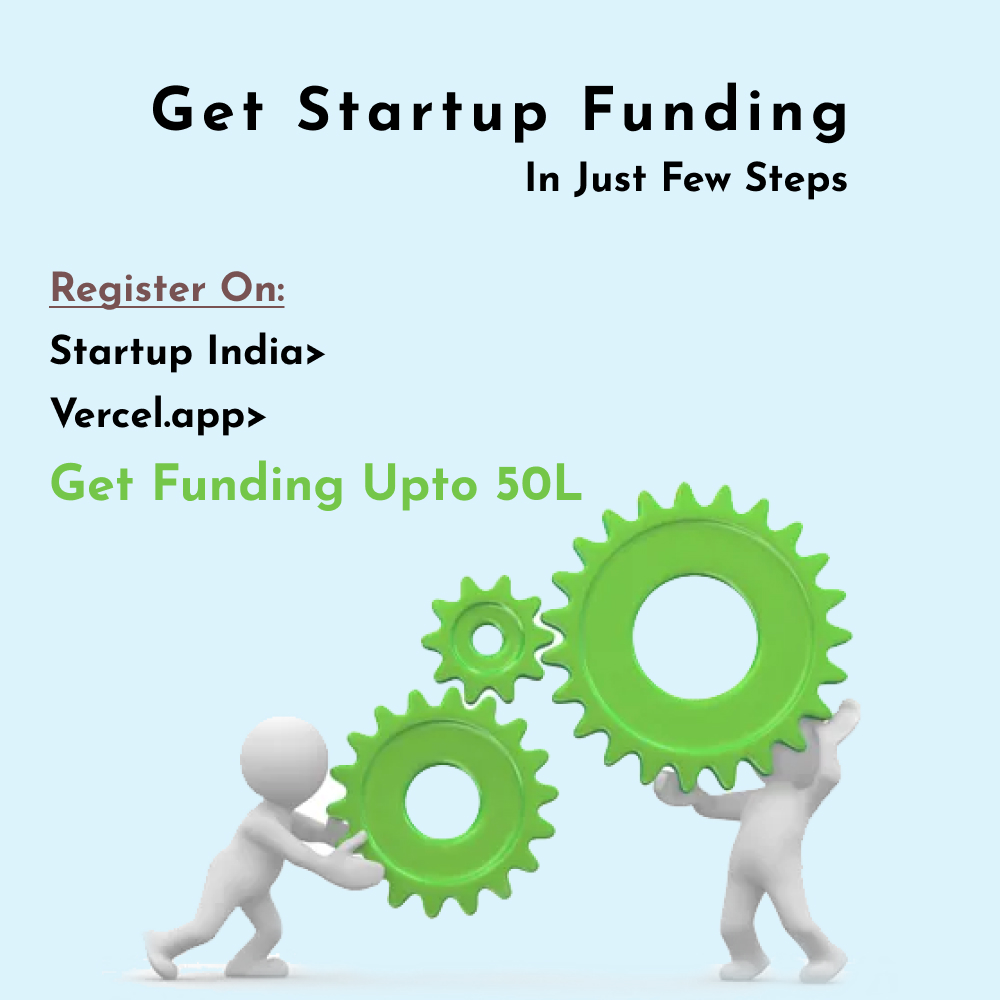 Get Startup Funding
In Just Few Steps
Register On:
Startup India>
Vercel.app>
Get Funding Upto 50L